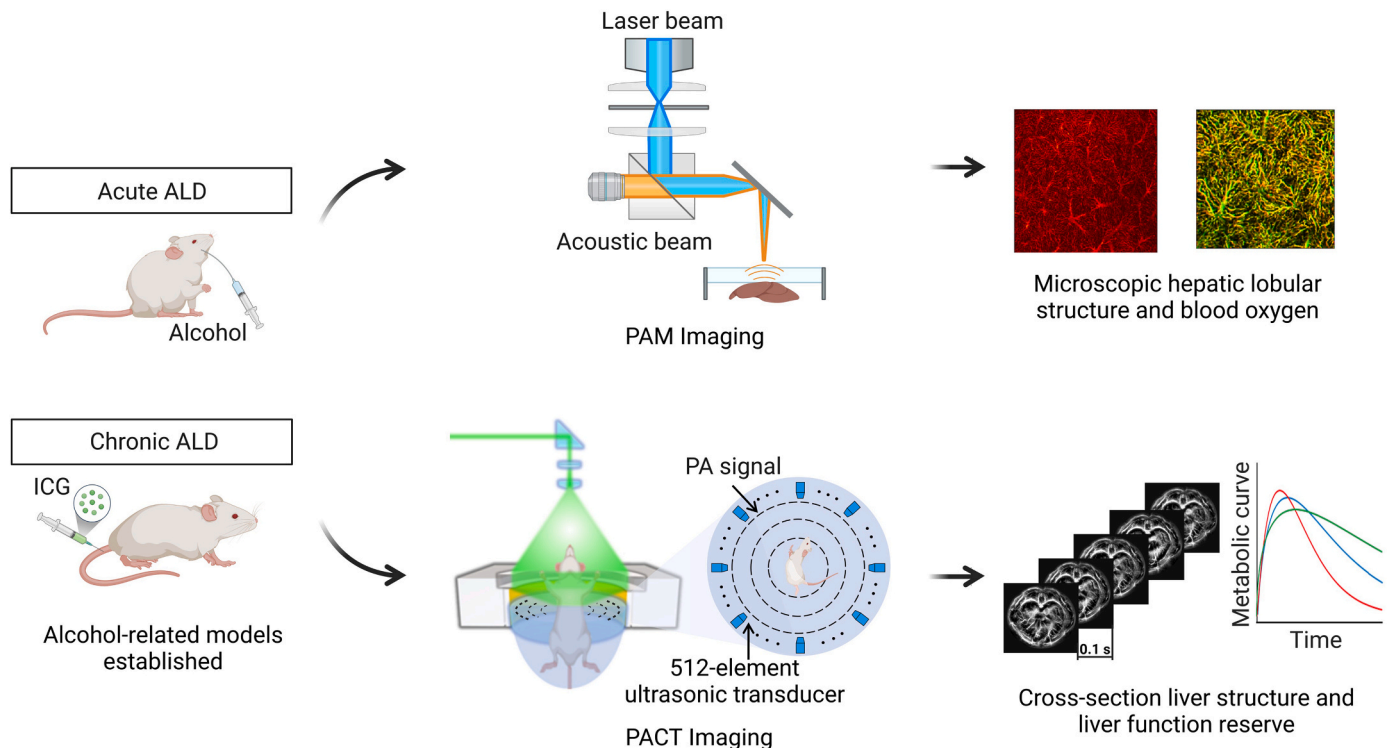 Laser beam
Acute ALD
Alcohol
Acoustic beam
PAM Imaging
Microscopic hepatic lobular
structure and blood oxygen
Chronic ALD
ICG
Alcohol-related models
established
PA signal
512-element
ultrasonic transducer
PACT Imaging
0.1 s
Metabolic curve
Time
Cross-section liver structure and
liver function reserve